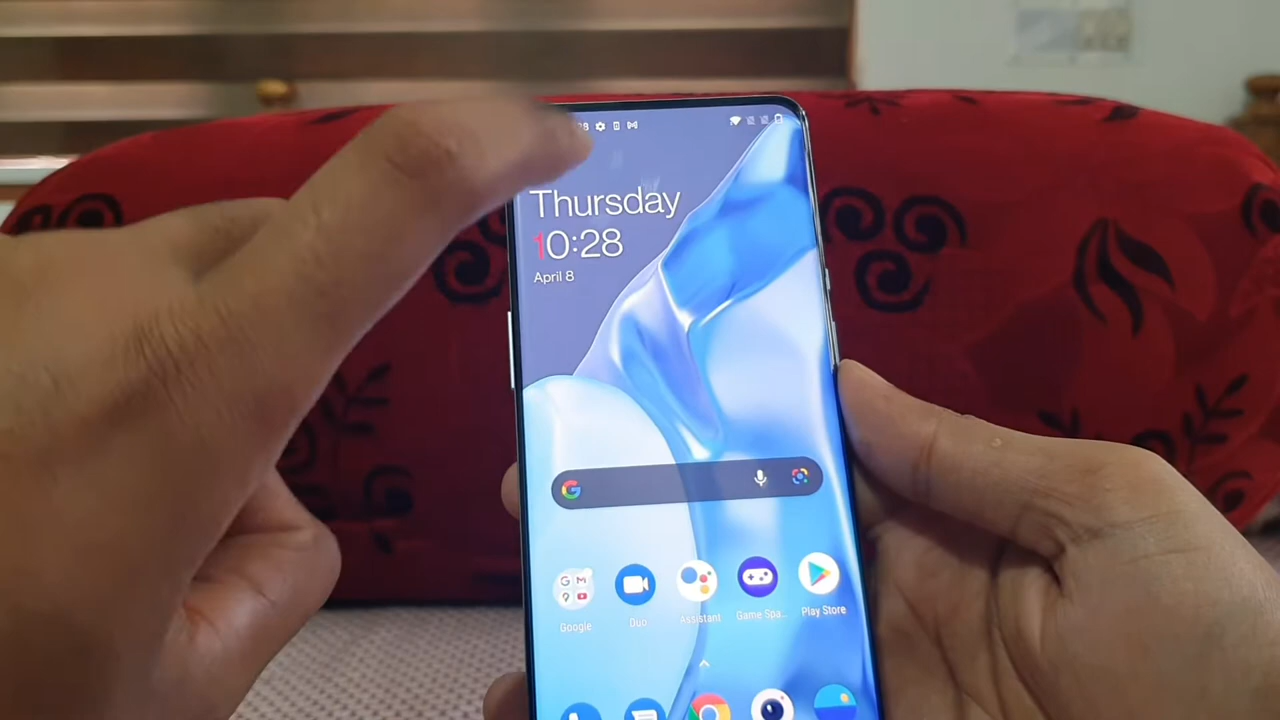 Thursday
10:28
April 8
G
Google
Duo
Assistant
Game Spa...
Play Store